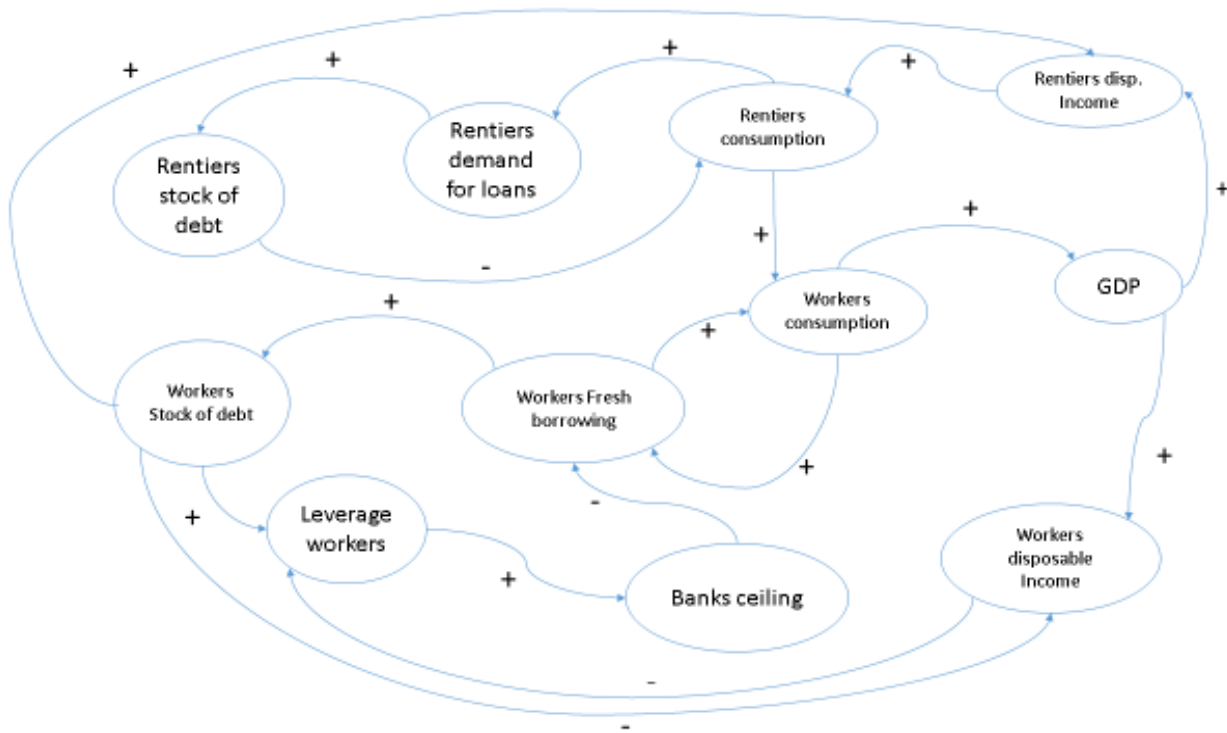 +
+
+
+
Rentiers disp.
Income
Rentiers
consumption
Rentiers
demand
for loans
Rentiers
stock of
debt
+
+
+
-
GDP
Workers
consumption
+
+
Workers
Stock of debt
Workers Fresh
borrowing
+
+
+
-
Leverage
workers
Workers
disposable
Income
+
Banks ceiling
-
-